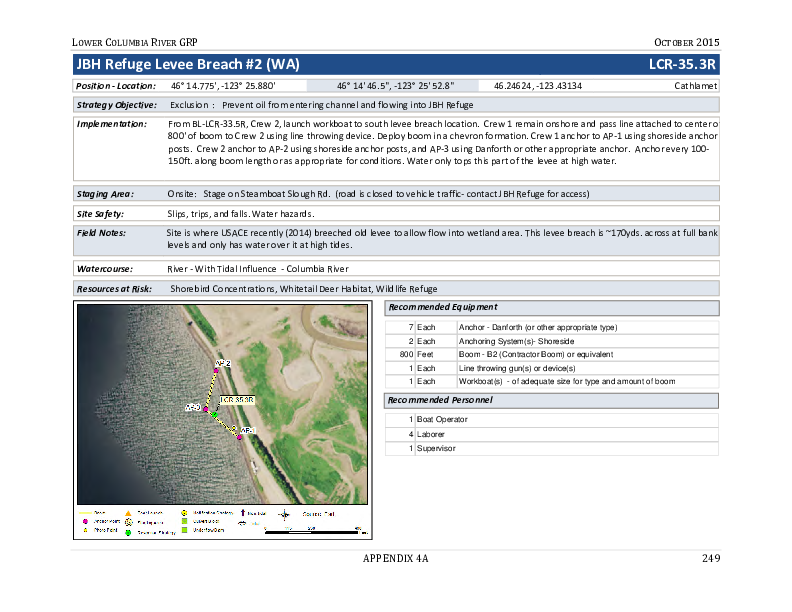 LOWER COLUMBIA RIVER GRP OCTOBER 2015
JBH Refuge Levee Breach #2 (WA) LCR-35.3R
Position - Location: 46° 14.775', -123° 25.880' 46° 14' 46.5", -123° 25' 52.8" 46.24624, -123.43134 Cathlamet
Strategy Objective: Exclusion : Prevent oil from entering channel and flowing into JBH Refuge
Implementation: From BL-LCR-33.5R, Crew 2, launch workboat to south levee breach location. Crew 1 remain onshore and pass line attached to center o
800' of boom to Crew 2 using line throwing device. Deploy boom in a chevron formation. Crew 1 anchor to AP-1 using shoreside anchor
posts. Crew 2 anchor to AP-2 using shoreside anchor posts, and AP-3 using Danforth or other appropriate anchor. Anchor every 100-
150ft. along boom length or as appropriate for conditions. Water only tops this part of the levee at high water.
Staging Area: Onsite: Stage on Steamboat Slough Rd. (road is closed to vehicle traffic- contact JBH Refuge for access)
Site Safety: Slips, trips, and falls. Water hazards.
Field Notes: Site is where USACE recently (2014) breeched old levee to allow flow into wetland area. This levee breach is ~170yds. across at full bank
levels and only has water over it at high tides.
Watercourse: River - With Tidal Influence - Columbia River
Resources at Risk: Shorebird Concentrations, Whitetail Deer Habitat, Wildlife Refuge
Recommended Equipment
7 Each Anchor - Danforth (or other appropriate type)
2 Each Anchoring System(s)- Shoreside
800 Feet Boom - B2 (Contractor Boom) or equivalent
1 Each Line throwing gun(s) or device(s)
1 Each Workboat(s) - of adequate size for type and amount of boom
Recommended Personnel
1 Boat Operator
4 Laborer
1 Supervisor
AP-2
LCR-35.3R
AP-3
AP-1
Anchor Point
Photo Point
Notification Strategy
Underflow Dam
APPENDIX 4A 249